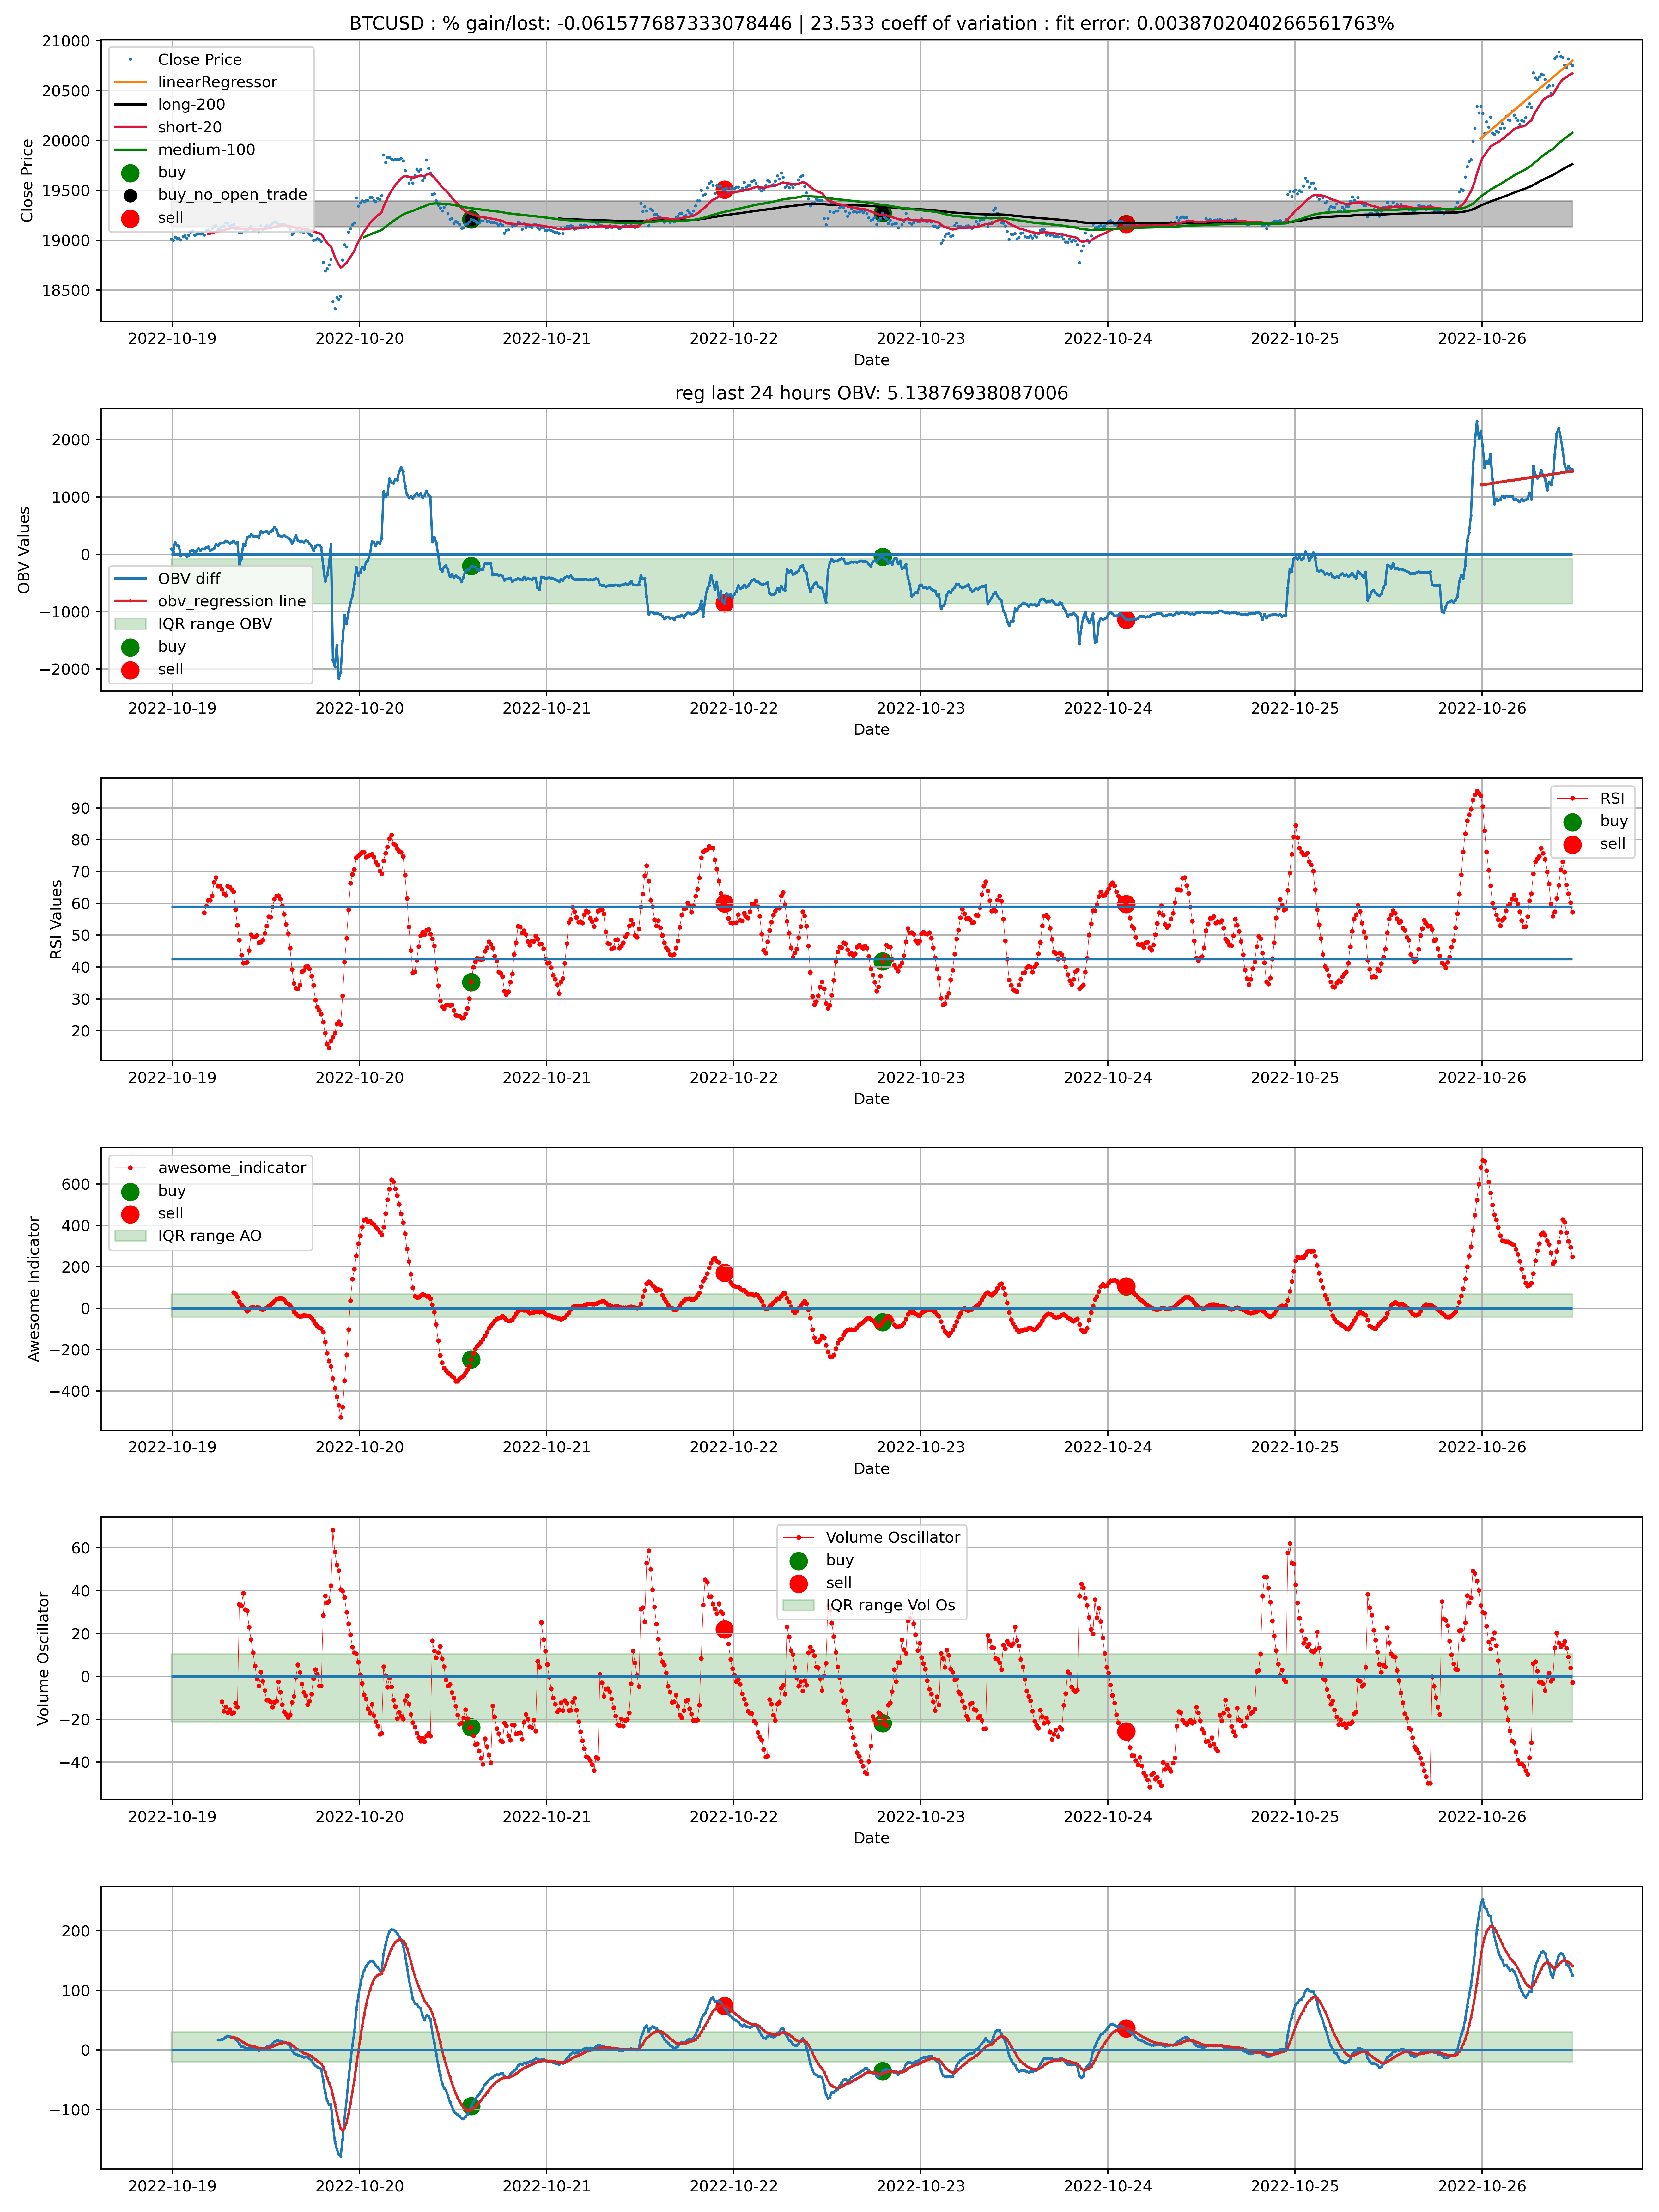 BTCUSD : % gain/lost: -0.061577687333078446 | 23.533 coeff of variation : fit error: 0.0038702040266561763%
21000
20500
20000
19500
19000
18500
Close Price
Close Price
linearRegressor
long-200
short-20
medium-100
buy
buy_no_open_trade
sell
2022-10-19 2022-10-20 2022-10-21 2022-10-22 2022-10-23 2022-10-24 2022-10-25 2022-10-26
Date
reg last 24 hours OBV: 5.13876938087006
2000
1000
0
−1000
−2000
OBV Values
OBV diff
obv_regression line
IQR range OBV
buy
sell
2022-10-19 2022-10-20 2022-10-21 2022-10-22 2022-10-23 2022-10-24 2022-10-25 2022-10-26
Date
90
80
70
60
50
40
30
20
RSI Values
RSI
buy
sell
2022-10-19 2022-10-20 2022-10-21 2022-10-22 2022-10-23 2022-10-24 2022-10-25 2022-10-26
Date
600
400
200
0
−200
−400
Awesome Indicator
awesome_indicator
buy
sell
IQR range AO
2022-10-19 2022-10-20 2022-10-21 2022-10-22 2022-10-23 2022-10-24 2022-10-25 2022-10-26
Date
60
40
20
0
−20
−40
Volume Oscillator
Volume Oscillator
buy
sell
IQR range Vol Os
2022-10-19 2022-10-20 2022-10-21 2022-10-22 2022-10-23 2022-10-24 2022-10-25 2022-10-26
Date
200
100
0
−100
2022-10-19 2022-10-20 2022-10-21 2022-10-22 2022-10-23 2022-10-24 2022-10-25 2022-10-26